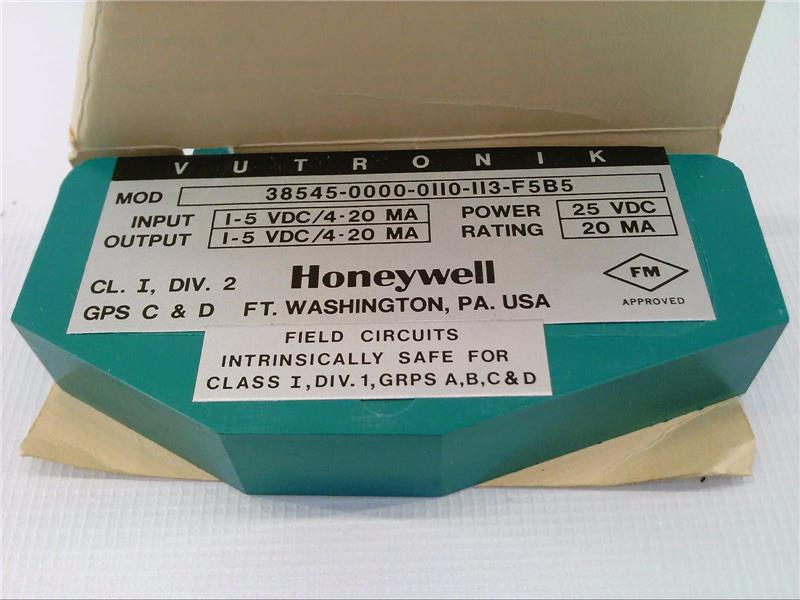 VUTRONIK
MOD 38545-0000-0110-113-F5B5
INPUT 1-5 VDC/4-20 MA POWER 25 VDC
OUTPUT 1-5 VDC/4-20 MA RATING 20 MA
CL. I, DIV. 2 Honeywell FM
GPS C & D FT. WASHINGTON, PA. USA APPROVED
FIELD CIRCUITS
INTRINSICALLY SAFE FOR
CLASS I, DIV. 1, GRPS A, B, C & D